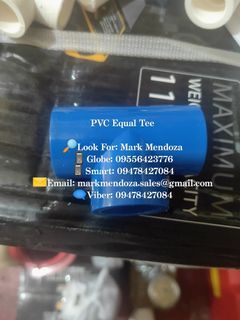 MAXIMUM
WEIG
11
CITY
PVC Equal Tee
🔎Look For: Mark Mendoza
📱Globe: 09556423776
📱Smart: 09478427084
📧Email: markmendoza.sales@gmail.com
💬Viber: 09478427084